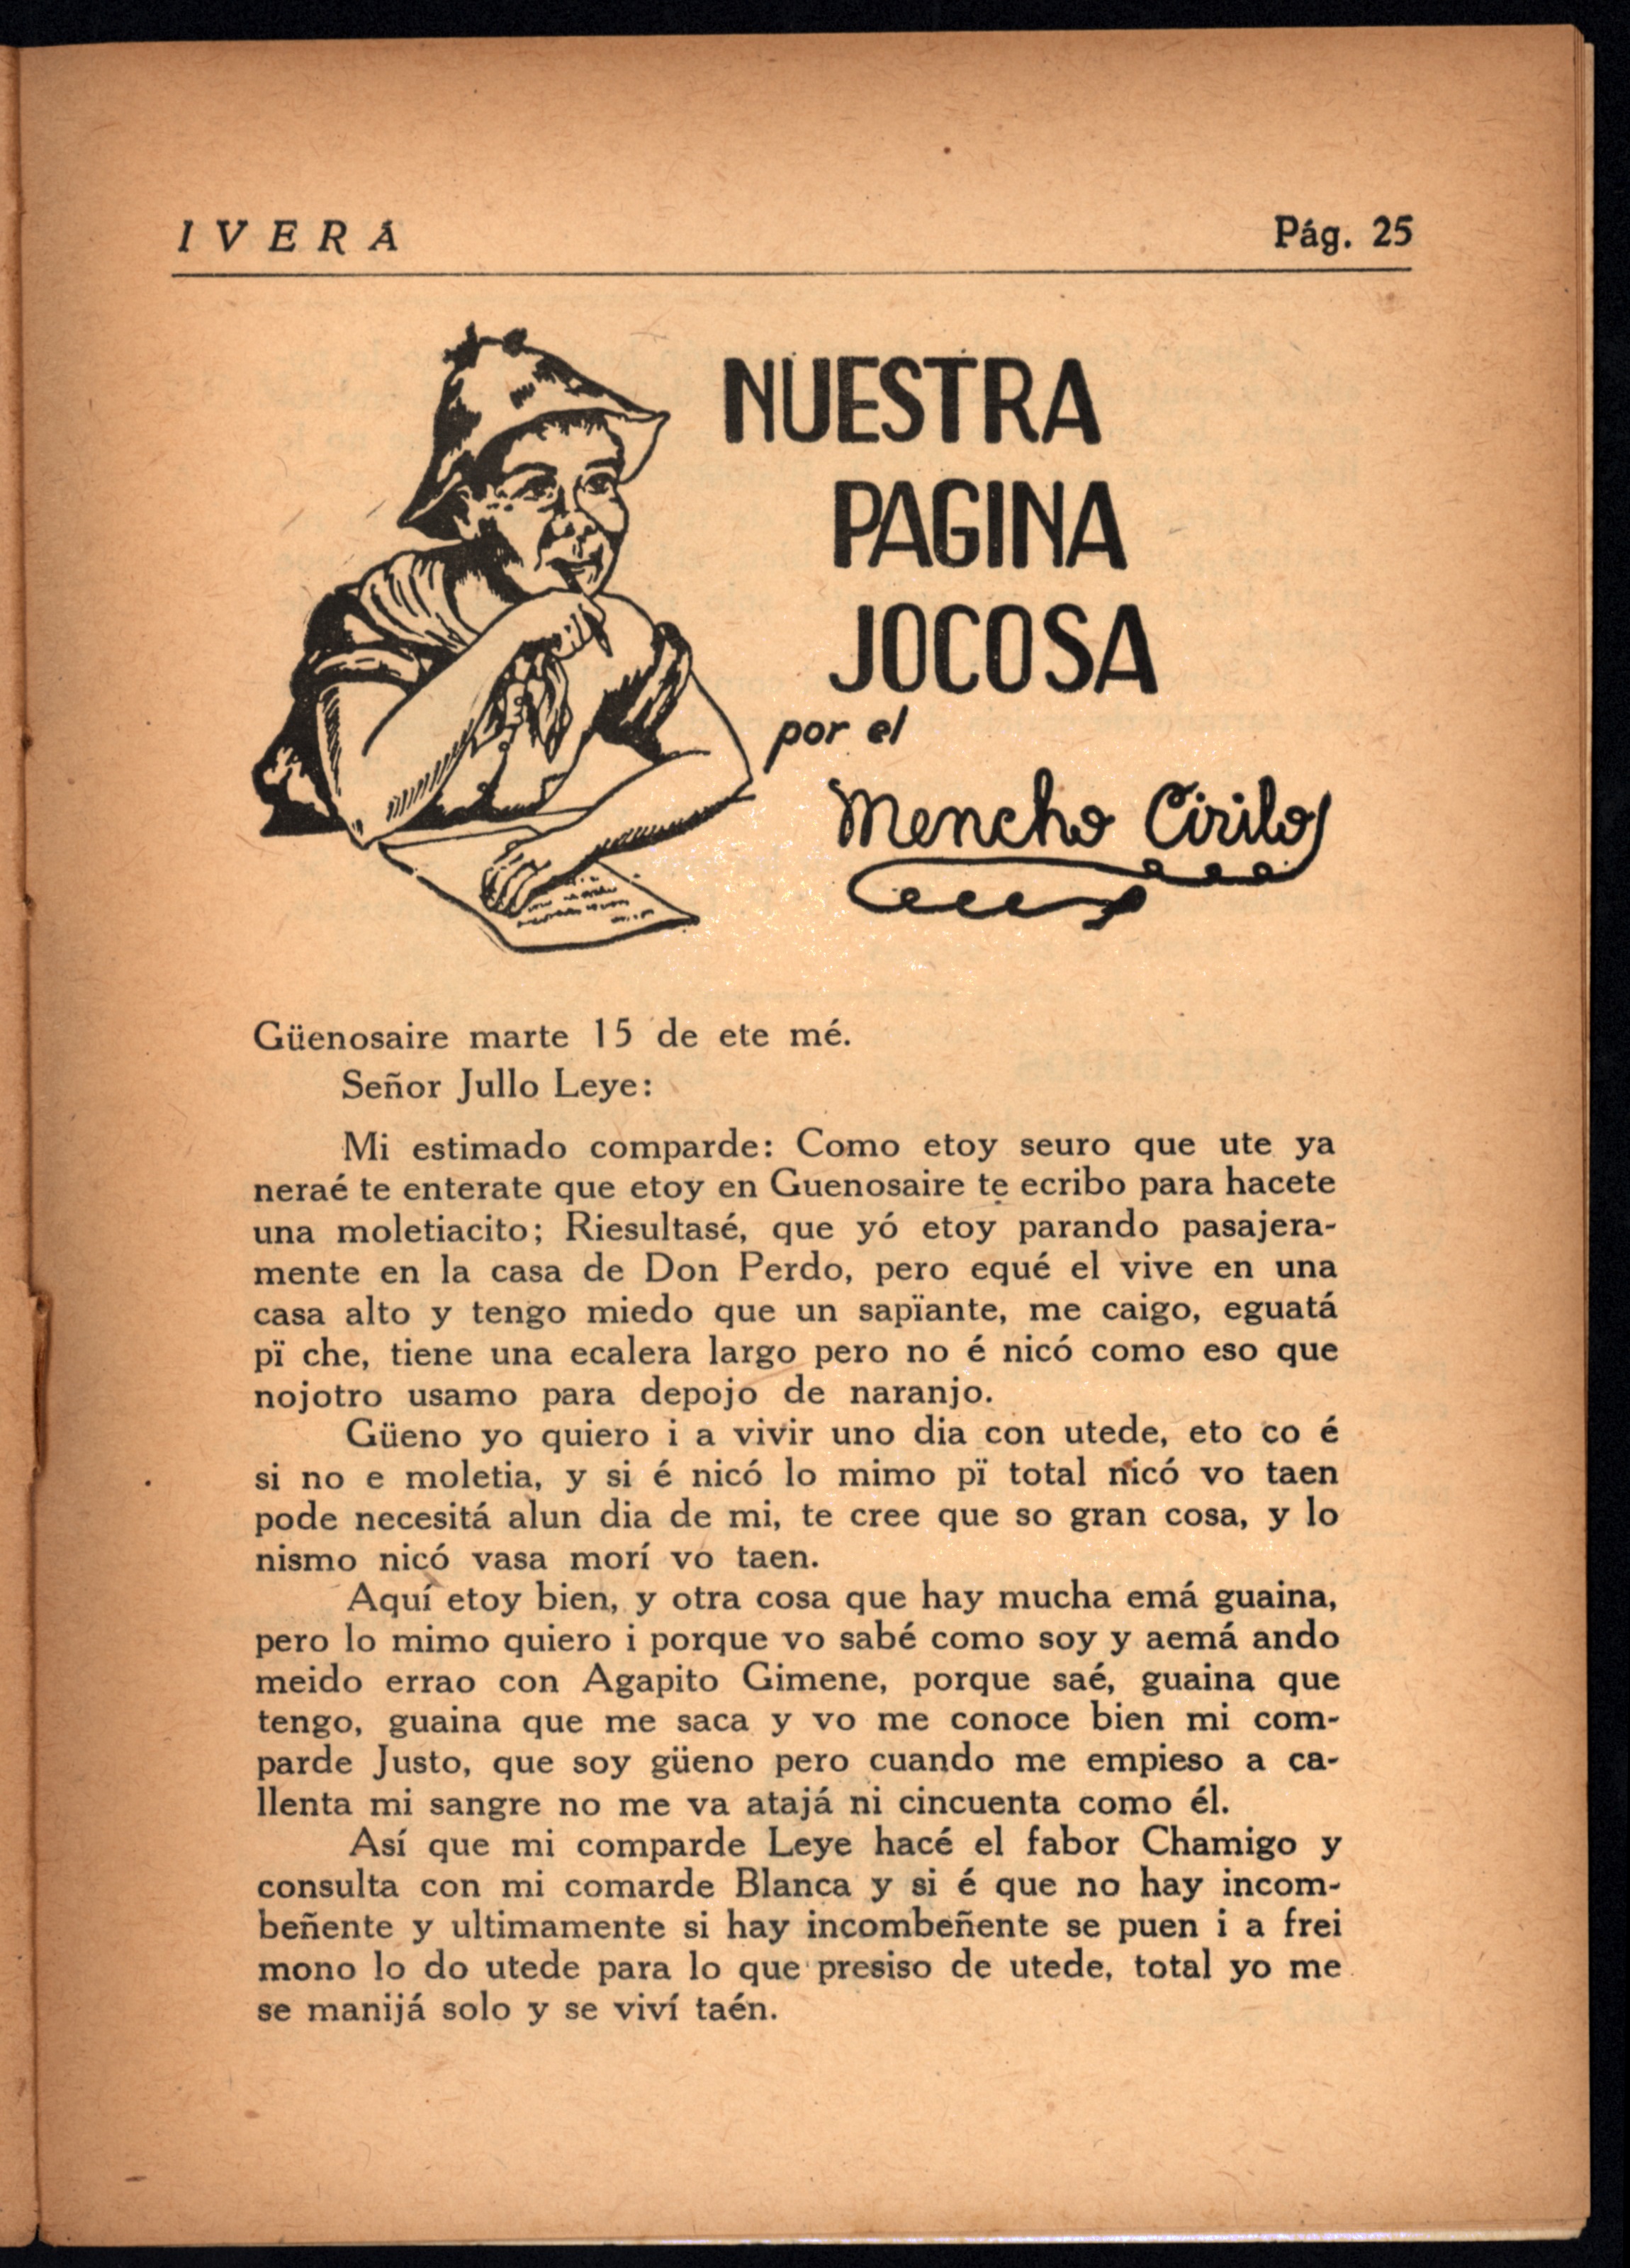 IVERÁ Pág. 25
NUESTRA
PAGINA
JOCOSA
por el
Mencho Cirilo
Güenosaire marte 15 de ete mé.
Señor Jullo Leye:
Mi estimado comparde: Como etoy seuro que ute ya
neraé te enterate que etoy en Guenosaire te ecribo para hacete
una moletiacito; Riesultasé, que yó etoy parando pasajera-
mente en la casa de Don Perdo, pero equé el vive en una
casa alto y tengo miedo que un sapïante, me caigo, eguatá
pï che, tiene una ecalera largo pero no é nicó como eso que
nojotro usamo para depojo de naranjo.
Güeno yo quiero i a vivir uno dia con utede, eto co é
si no e moletia, y si é nicó lo mimo pï total nicó vo taen
pode necesitá alun dia de mi, te cree que so gran cosa, y lo
nismo nicó vasa morí vo taen.
Aquí etoy bien, y otra cosa que hay mucha emá guaina,
pero lo mimo quiero i porque vo sabé como soy y aemá ando
meido errao con Agapito Gimene, porque saé, guaina que
tengo, guaina que me saca y vo me conoce bien mi com-
parde Justo, que soy güeno pero cuando me empieso a ca-
llenta mi sangre no me va atajá ni cincuenta como él.
Así que mi comparde Leye hacé el fabor Chamigo y
consulta con mi comarde Blanca y si é que no hay incom-
beñente y ultimamente si hay incombeñente se puen i a frei
mono lo do utede para lo que presiso de utede, total yo me
se manijá solo y se viví taén.